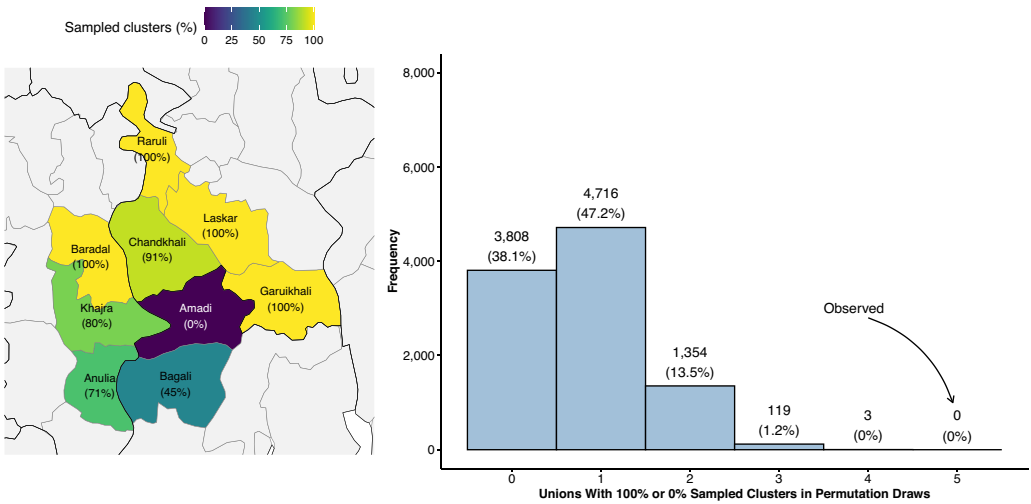 Sampled clusters (%)
0 25 50 75 100
Raruli
(100%)
Laskar
(100%)
Chandkhali
(91%)
Baradal
(100%)
Garuikhali
(100%)
Khajra
(80%)
Amadi
(0%)
Anulia
(71%)
Bagali
(45%)
Frequency
8,000
6,000
4,000
2,000
0
3,808
(38.1%)
4,716
(47.2%)
1,354
(13.5%)
119
(1.2%)
3
(0%)
0
(0%)
Observed
0 1 2 3 4 5
Unions With 100% or 0% Sampled Clusters in Permutation Draws